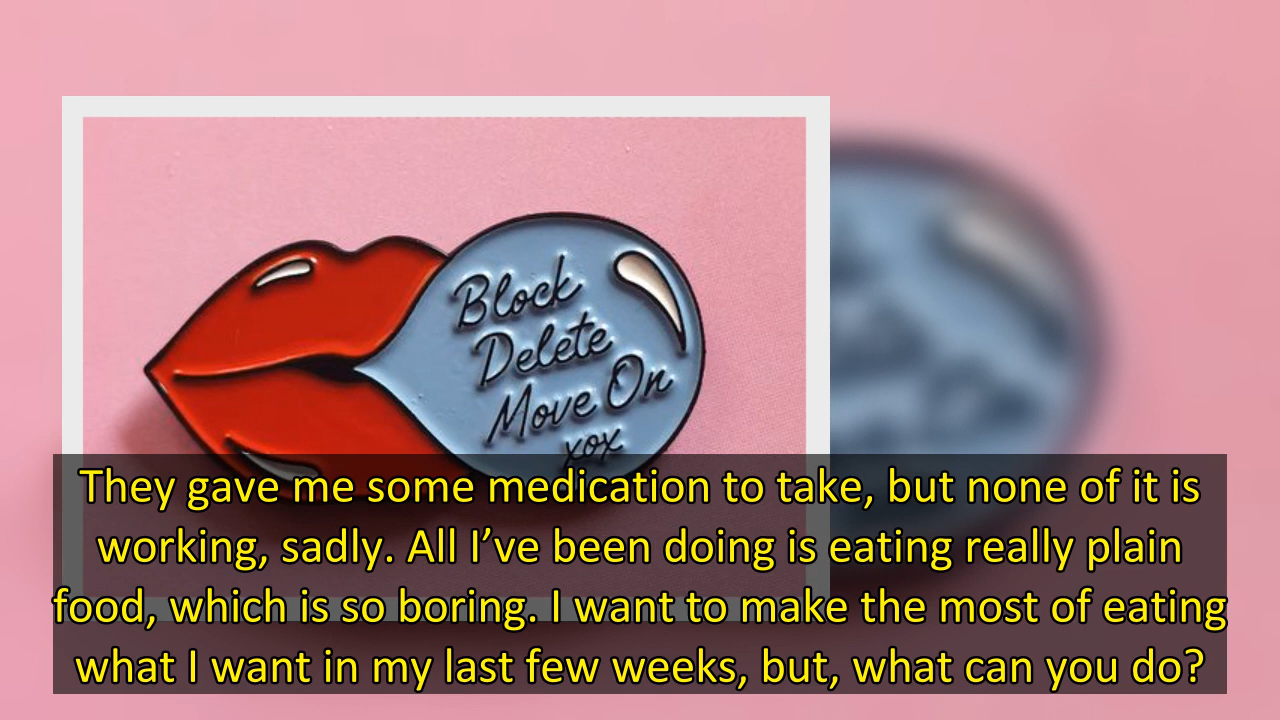 Block
Delete
Move On
xox
They gave me some medication to take, but none of it is
working, sadly. All I’ve been doing is eating really plain
food, which is so boring. I want to make the most of eating
what I want in my last few weeks, but, what can you do?